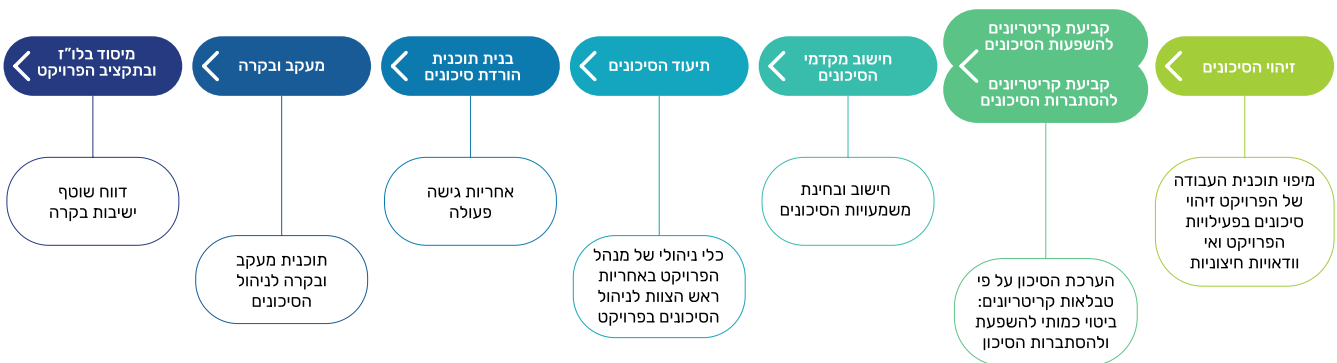 זיהוי הסיכונים
מיפוי תוכנית העבודה
של הפרויקט זיהוי
סיכונים בפעילויות
הפרויקט ואי
וודאויות חיצוניות
קביעת קריטריונים
להשפעות הסיכונים
קביעת קריטריונים
להסתברות הסיכונים
הערכת הסיכון על פי
טבלאות קריטריונים:
ביטוי כמותי להשפעת
ולהסתברות הסיכון
חישוב מקדמי
הסיכונים
חישוב ובחינת
משמעויות הסיכונים
תיעוד הסיכונים
כלי ניהולי של מנהל
הפרויקט באחריות
ראש הצוות לניהול
הסיכונים בפרויקט
בנית תוכנית
הורדת סיכונים
אחריות גישה
פעולה
מעקב ובקרה
תוכנית מעקב
ובקרה לניהול
הסיכונים
מיסוד בלו"ז
ובתקציב הפרויקט
דווח שוטף
ישיבות בקרה